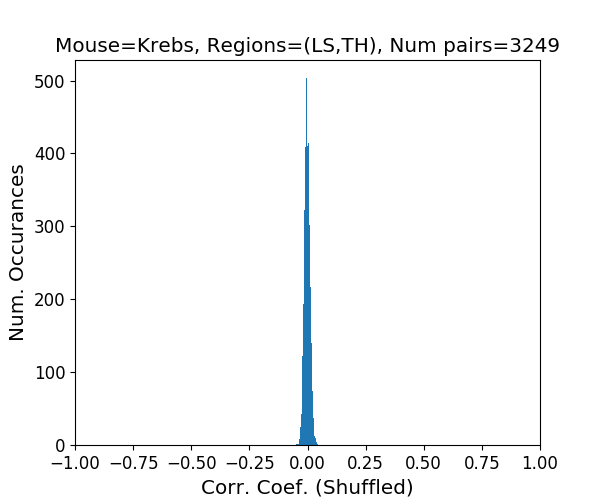 Mouse=Krebs, Regions=(LS,TH), Num pairs=3249
500
400
300
200
100
0
Num. Occurances
−1.00 −0.75 −0.50 −0.25 0.00 0.25 0.50 0.75 1.00
Corr. Coef. (Shuffled)